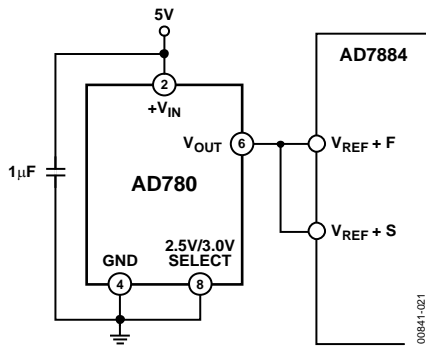 5V
AD7884
2
+VIN
VOUT
6
VREF + F
1μF
AD780
2.5V/3.0V
SELECT
VREF + S
GND
4
8
00841-021